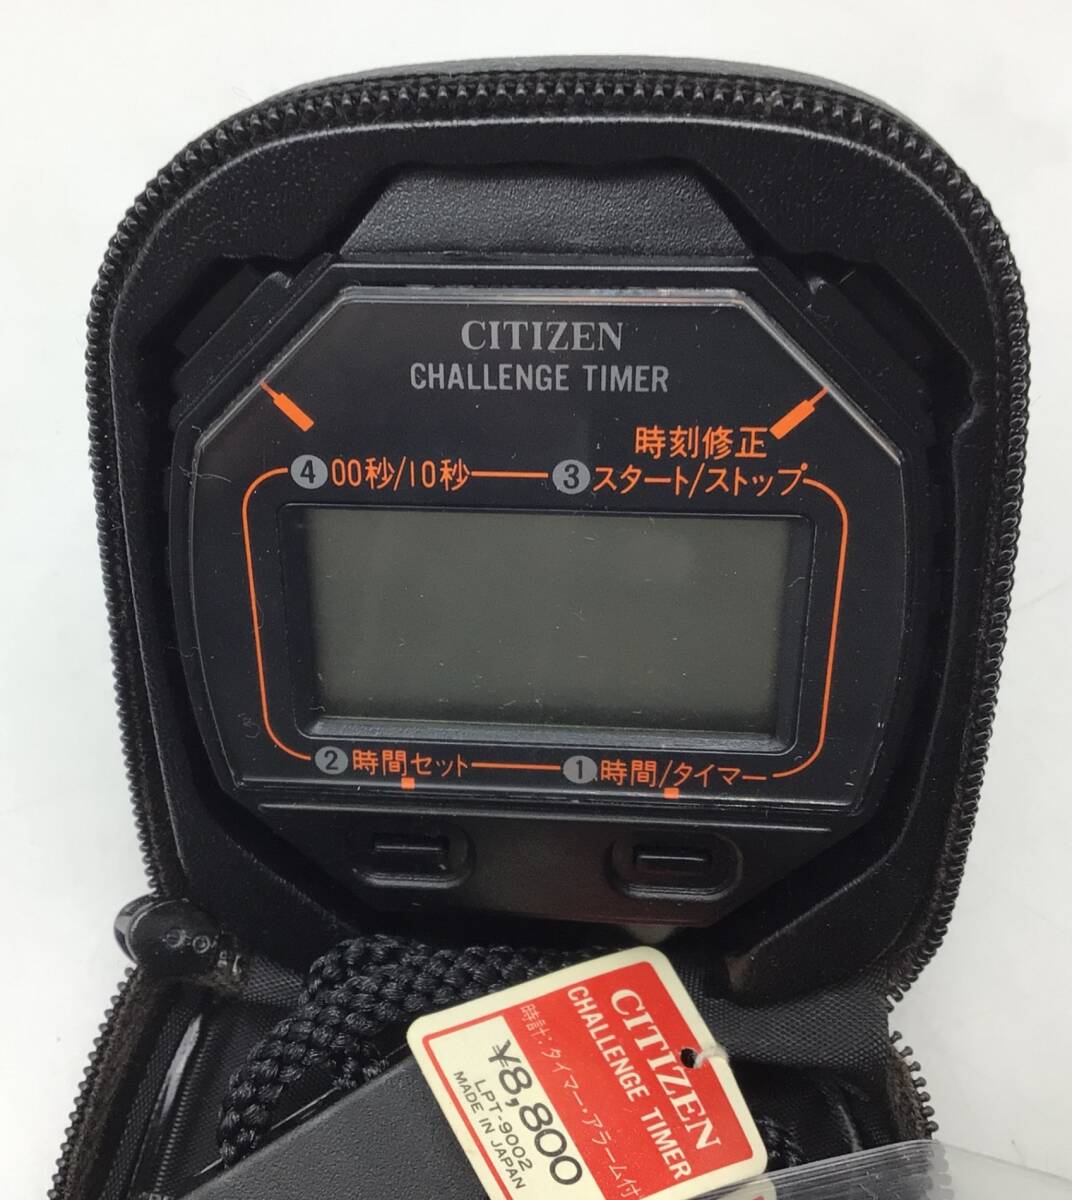 CITIZEN
CHALLENGE TIMER
時刻修正
4 00秒/10秒
3 スタート/ストップ
2 時間セット
1 時間/タイマー
CITIZEN
CHALLENGE TIMER
時計・タイマー・アラーム付
¥8,800
LPT-9002
MADE IN JAPAN